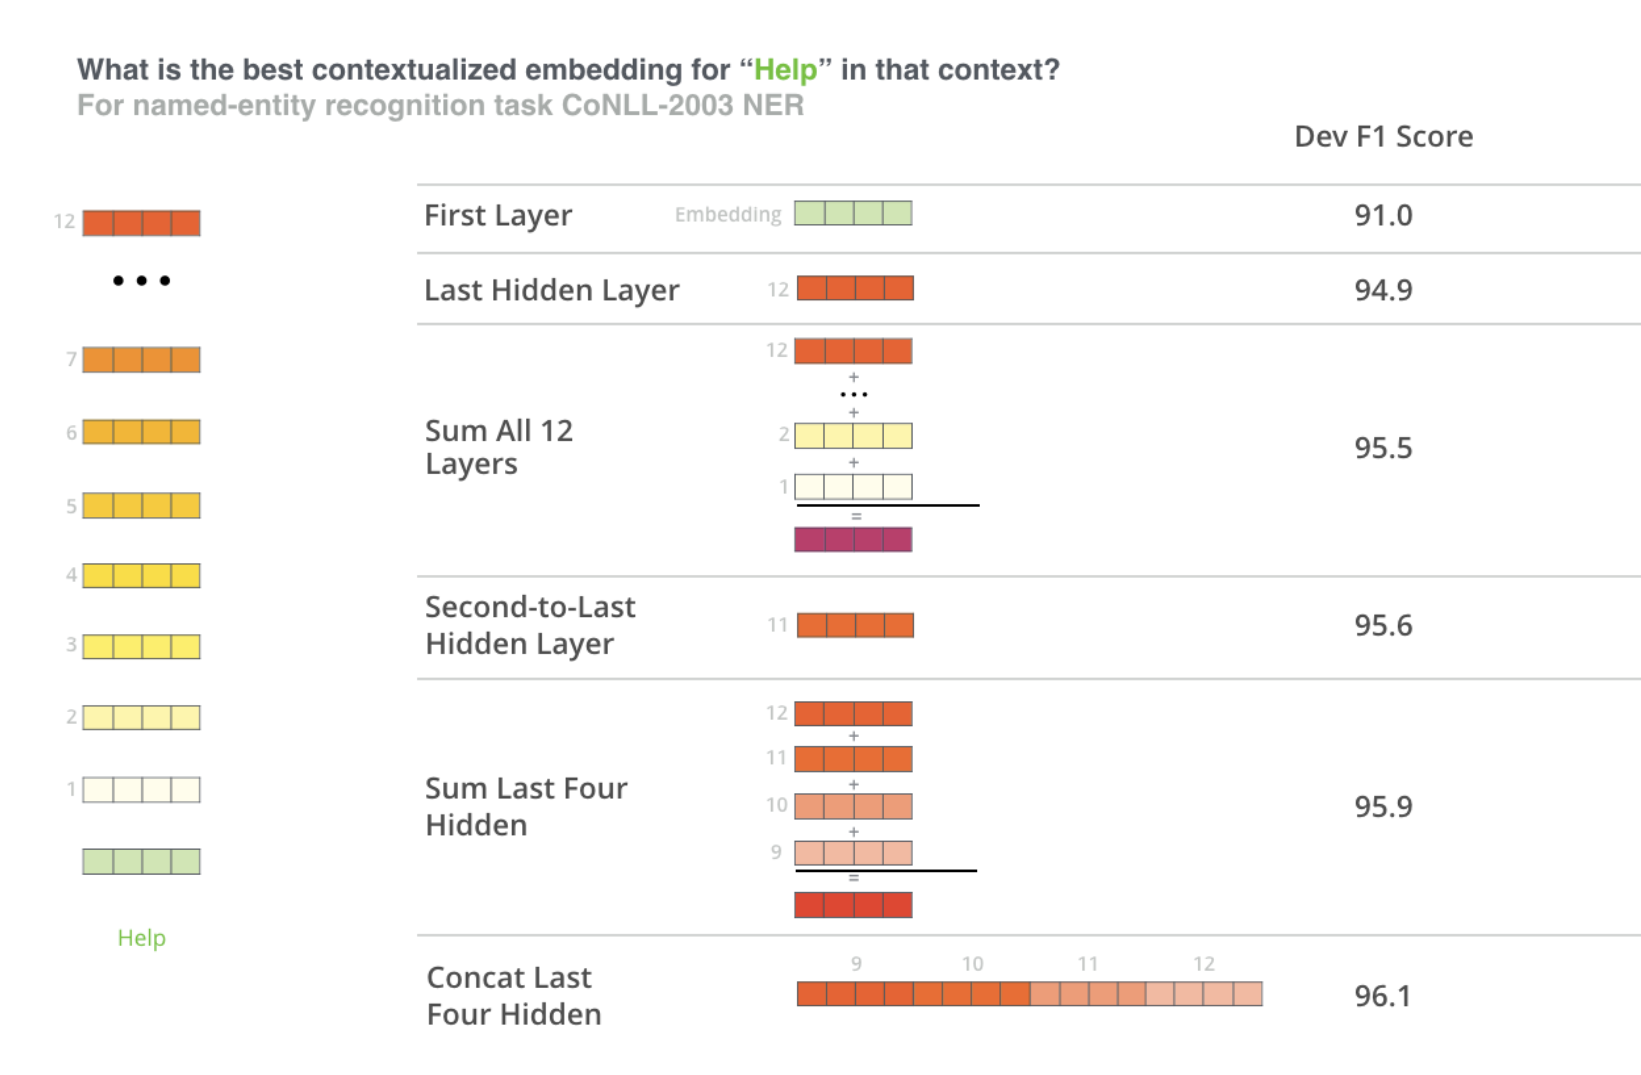 What is the best contextualized embedding for “Help” in that context?
For named-entity recognition task CoNLL-2003 NER
Dev F1 Score
12
7
6
5
4
3
2
1
Help
First Layer
Embedding
91.0
Last Hidden Layer
12
94.9
Sum All 12
Layers
12
+
...
+
2
+
1
=
95.5
Second-to-Last
Hidden Layer
11
95.6
Sum Last Four
Hidden
12
+
11
+
10
+
9
=
95.9
Concat Last
Four Hidden
9 10 11 12
96.1